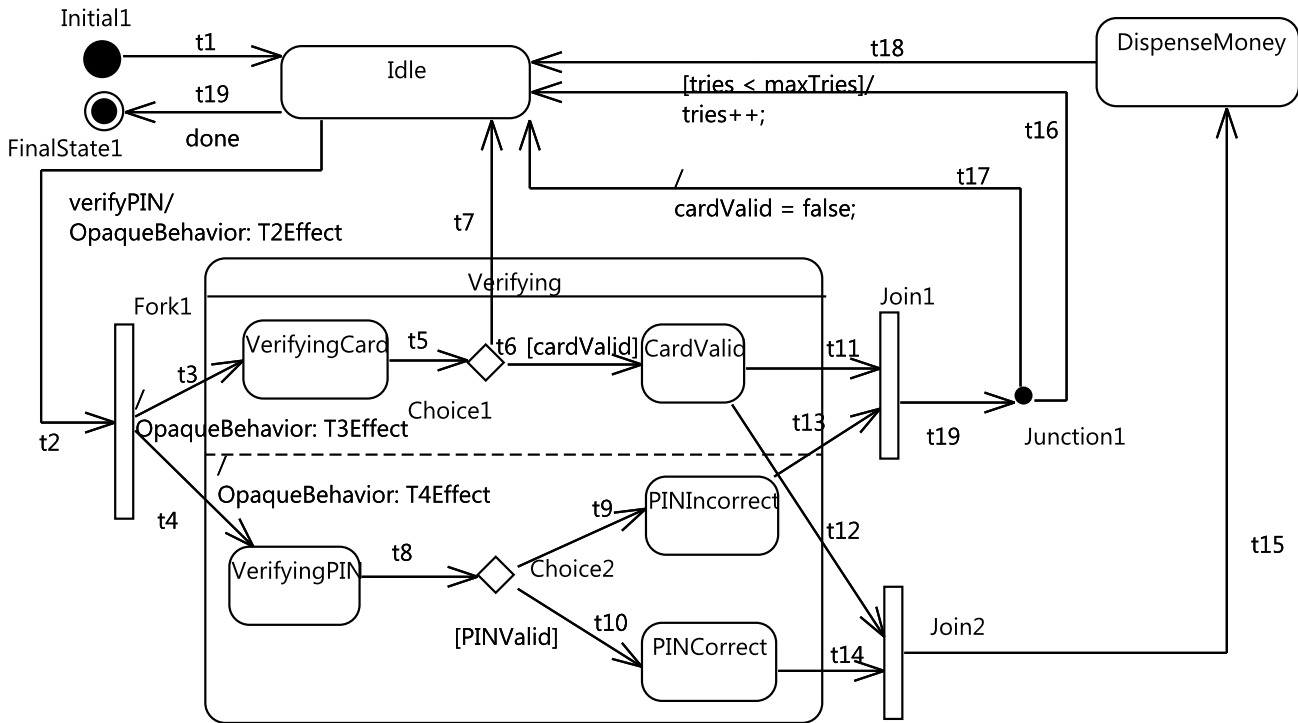 Initial1
t1
Idle
t18
DispenseMoney
[tries < maxTries]/
tries++;
t19
done
FinalState1
t16
/
t17
cardValid = false;
verifyPIN/
OpaqueBehavior: T2Effect
t7
Verifying
Fork1
Join1
VerifyingCard
t5
t6 [cardValid]
CardValid
t11
t3
/
Choice1
OpaqueBehavior: T3Effect
t2
t13
t19
Junction1
/
OpaqueBehavior: T4Effect
PINIncorrect
t9
t4
t12
t15
VerifyingPIN
t8
Choice2
t10
[PINValid]
PINCorrect
t14
Join2